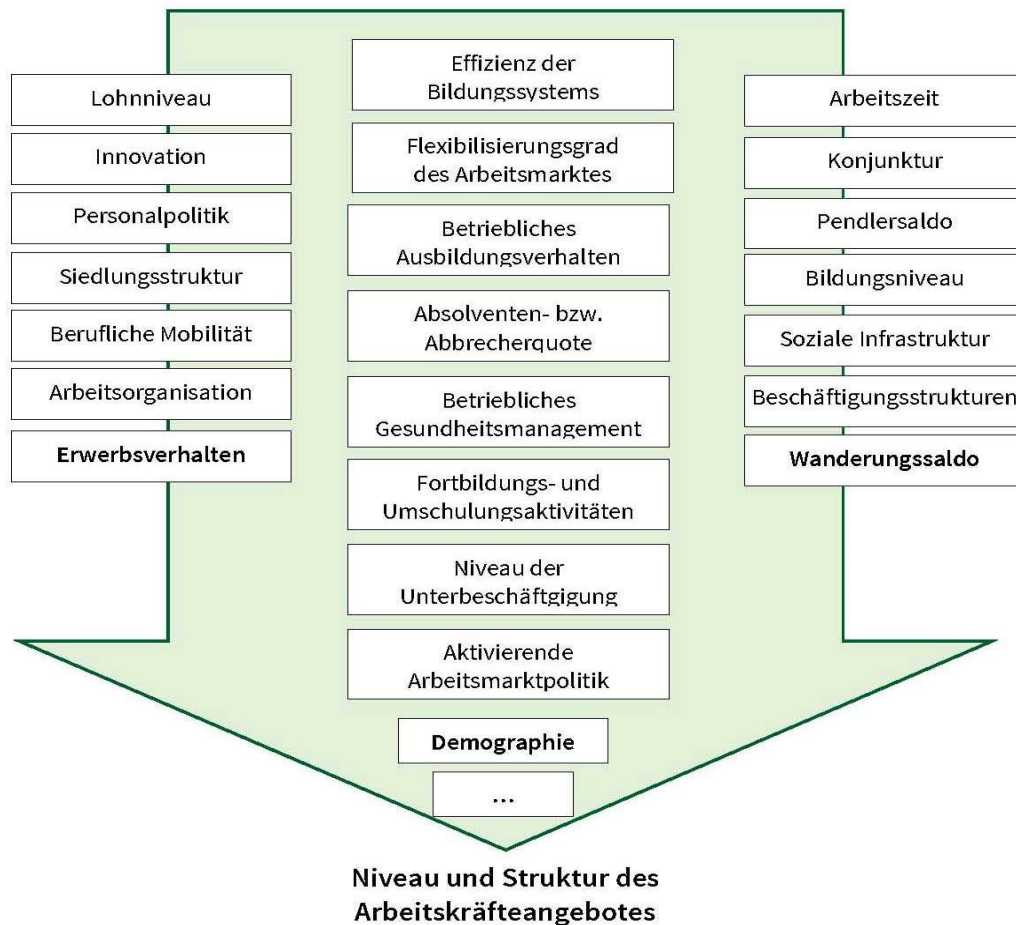 Lohnniveau
Innovation
Personalpolitik
Siedlungsstruktur
Berufliche Mobilität
Arbeitsorganisation
Erwerbsverhalten
Effizienz der
Bildungssystems
Flexibilisierungsgrad
des Arbeitsmarktes
Betriebliches
Ausbildungsverhalten
Absolventen- bzw.
Abbrecherquote
Betriebliches
Gesundheitsmanagement
Fortbildungs- und
Umschulungsaktivitäten
Niveau der
Unterbeschäftgigung
Aktivierende
Arbeitsmarktpolitik
Demographie
...
Arbeitszeit
Konjunktur
Pendlersaldo
Bildungsniveau
Soziale Infrastruktur
Beschäftigungsstrukturen
Wanderungssaldo
Niveau und Struktur des
Arbeitskräfteangebotes